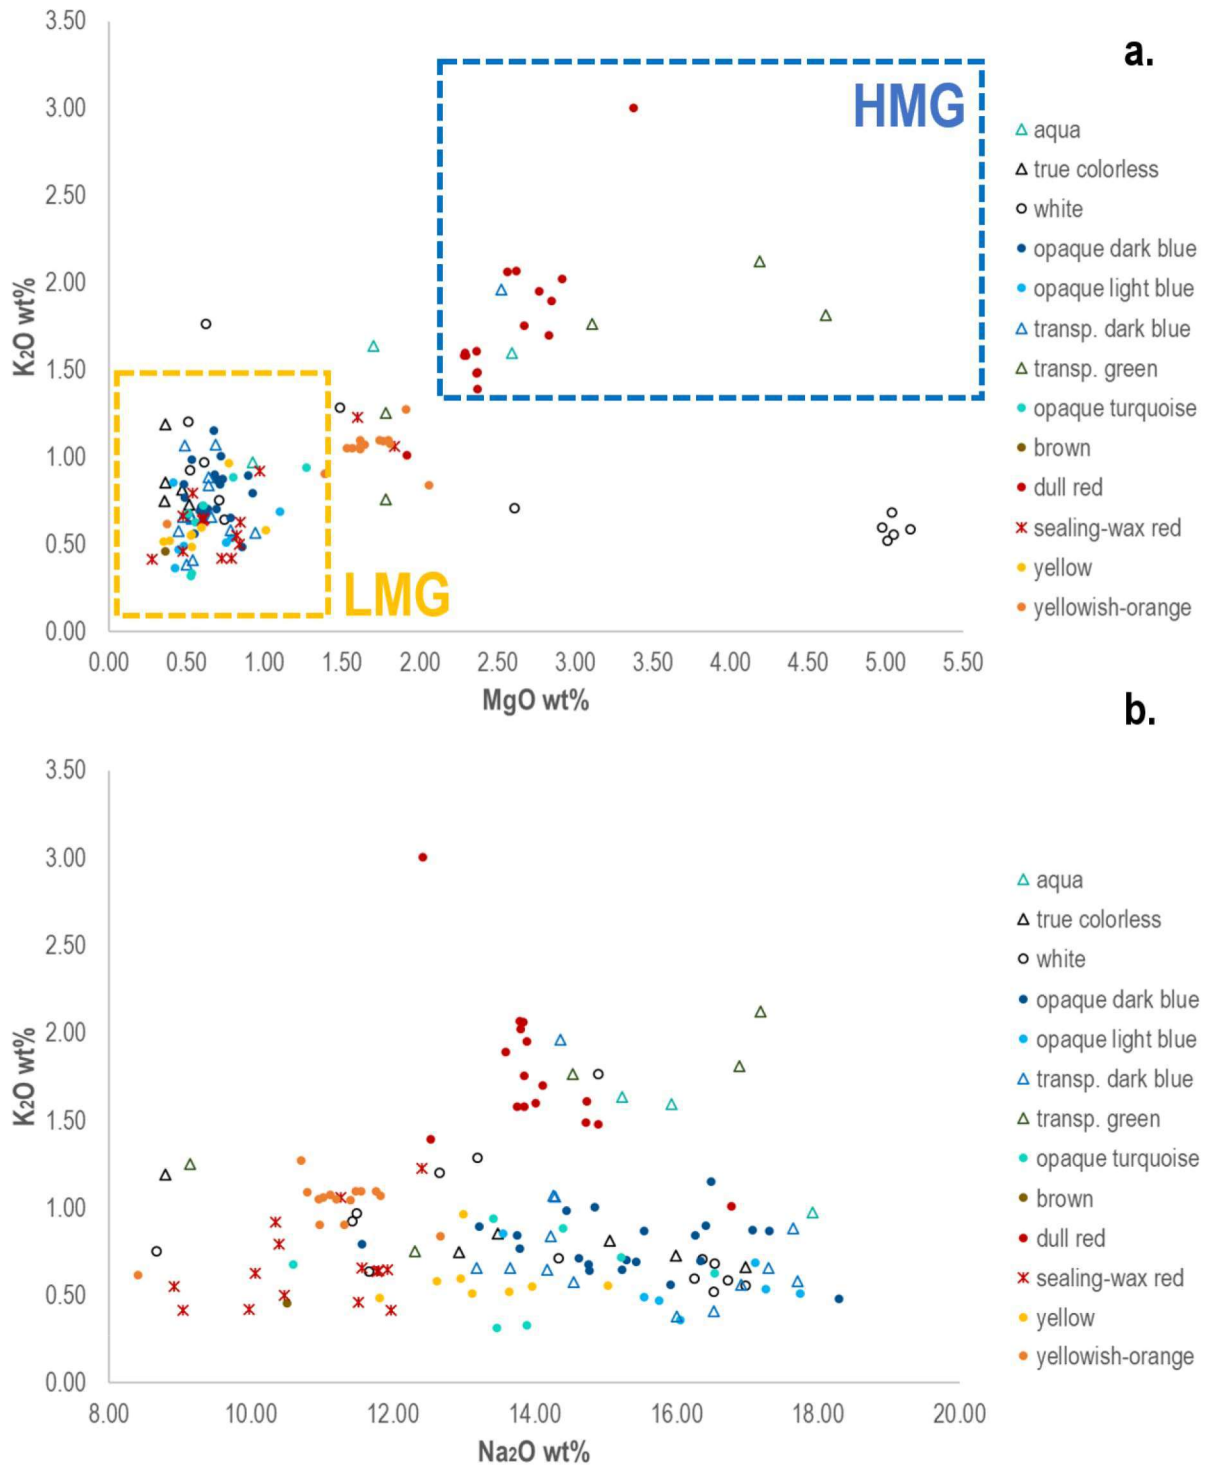 a.
3.50
3.00
2.50
2.00
1.50
1.00
0.50
0.00
K2O wt%
HMG
LMG
0.00 0.50 1.00 1.50 2.00 2.50 3.00 3.50 4.00 4.50 5.00 5.50
MgO wt%
aqua
true colorless
white
opaque dark blue
opaque light blue
transp. dark blue
transp. green
opaque turquoise
brown
dull red
sealing-wax red
yellow
yellowish-orange
b.
3.50
3.00
2.50
2.00
1.50
1.00
0.50
0.00
K2O wt%
8.00 10.00 12.00 14.00 16.00 18.00 20.00
Na2O wt%
aqua
true colorless
white
opaque dark blue
opaque light blue
transp. dark blue
transp. green
opaque turquoise
brown
dull red
sealing-wax red
yellow
yellowish-orange